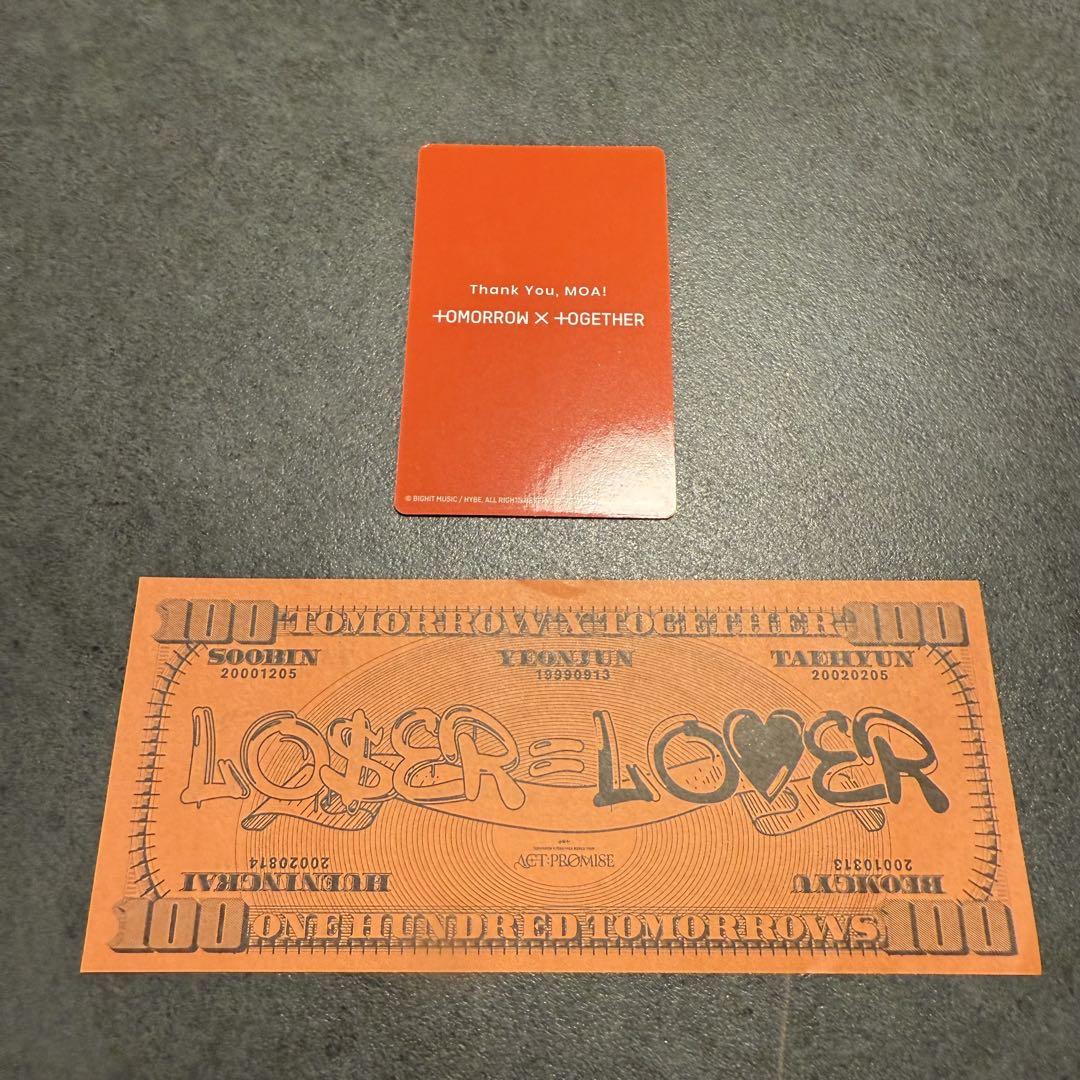 Thank You, MOA!
TOMORROW X TOGETHER
© BIGHIT MUSIC / HYBE. ALL RIGHTS RESERVED
100 TOMORROW X TOGETHER 100
SOOBIN YEONJUN TAEHYUN
20001205 19990913 20020205
LO$ER=LO♥ER
ACT:PROMISE
20020814 20010313
HUENINGKAI BEOMGYU
100 ONE HUNDRED TOMORROWS 100